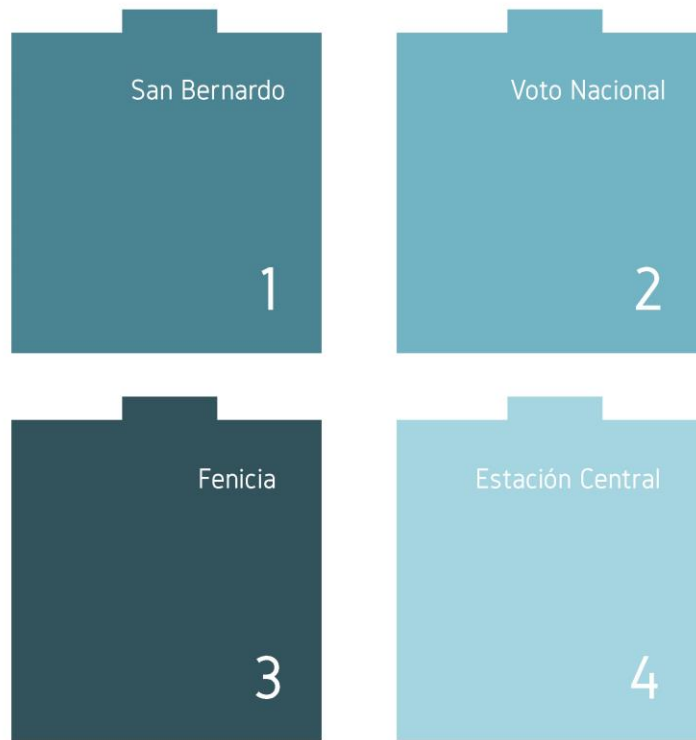 San Bernardo
1
Voto Nacional
2
Fenicia
3
Estación Central
4